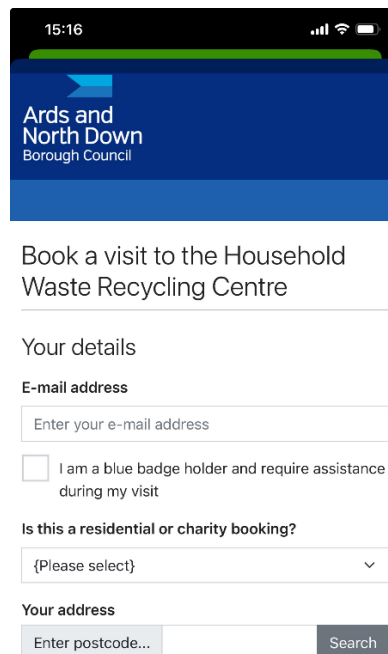 15:16
Ards and
North Down
Borough Council
Book a visit to the Household
Waste Recycling Centre
Your details
E-mail address
Enter your e-mail address
I am a blue badge holder and require assistance
during my visit
Is this a residential or charity booking?
{Please select}
Your address
Enter postcode...
Search